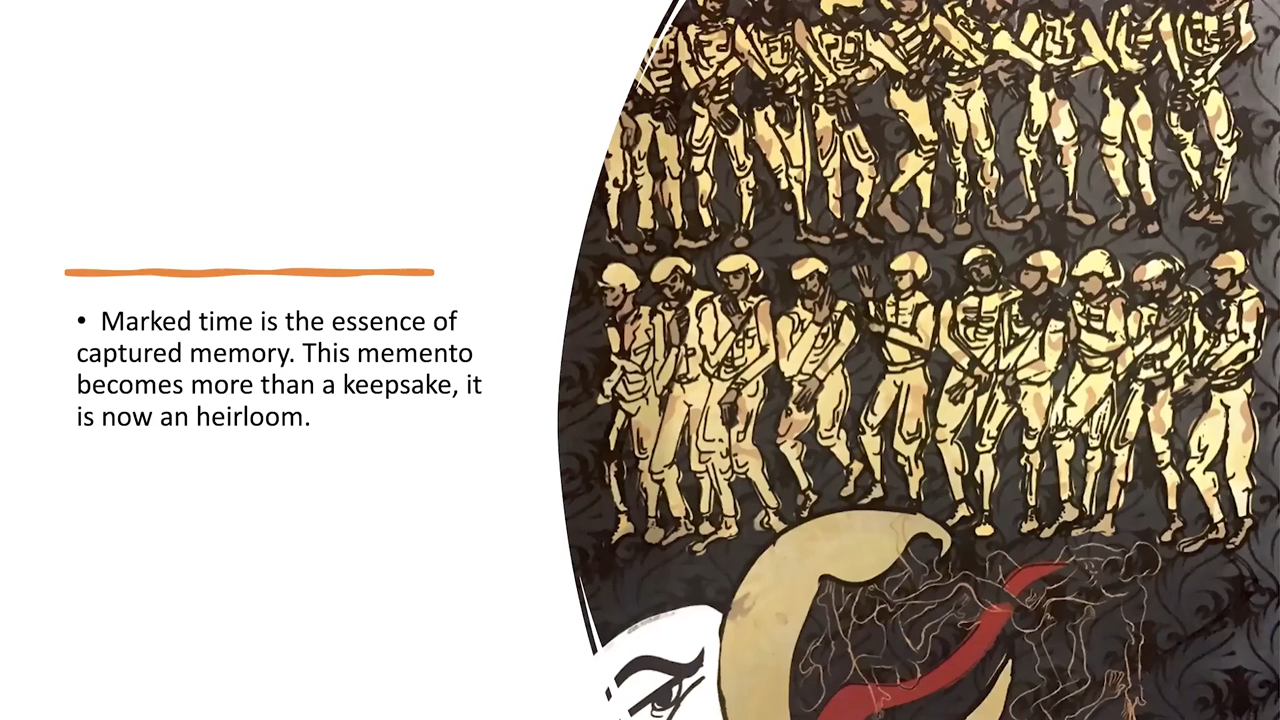 • Marked time is the essence of
captured memory. This memento
becomes more than a keepsake, it
is now an heirloom.